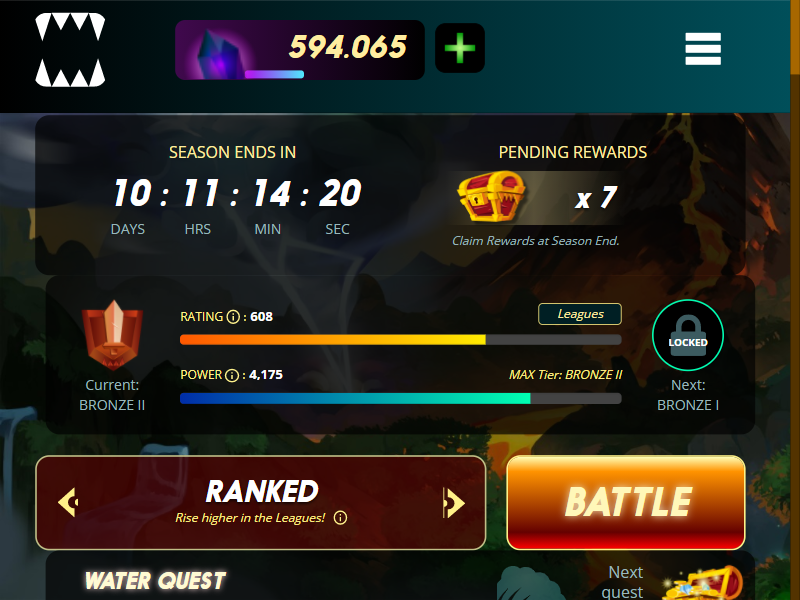 594.065
SEASON ENDS IN
10 : 11 : 14 : 20
DAYS HRS MIN SEC
PENDING REWARDS
x 7
Claim Rewards at Season End.
RATING : 608
Leagues
POWER : 4,175
MAX Tier: BRONZE II
Current:
BRONZE II
LOCKED
Next:
BRONZE I
RANKED
Rise higher in the Leagues!
BATTLE
WATER QUEST
Next
quest